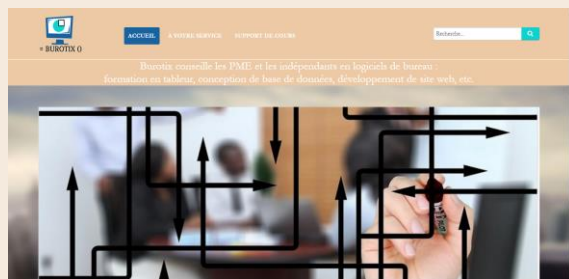 BUROTIX ()
ACCUEIL
À VOTRE SERVICE
SUPPORT DE COURS
Recherche...
Burotix conseille les PME et les indépendants en logiciels de bureau :
formation en tableur, conception de base de données, développement de site web, etc.